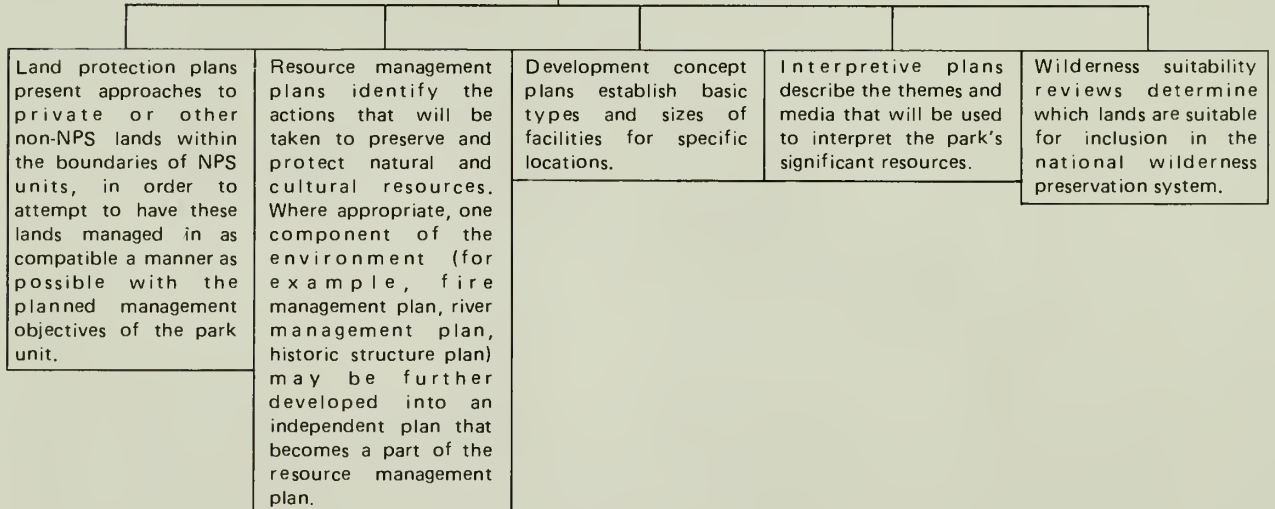 Land protection plans
present approaches to
private or other
non-NPS lands within
the boundaries of NPS
units, in order to
attempt to have these
lands managed in as
compatible a manner as
possible with the
planned management
objectives of the park
unit.
Resource management
plans identify the
actions that will be
taken to preserve and
protect natural and
cultural resources.
Where appropriate, one
component of the
environment (for
example, fire
management plan, river
management plan,
historic structure plan)
may be further
developed into an
independent plan that
becomes a part of the
resource management
plan.
Development concept
plans establish basic
types and sizes of
facilities for specific
locations.
Interpretive plans
describe the themes and
media that will be used
to interpret the park's
significant resources.
Wilderness suitability
reviews determine
which lands are suitable
for inclusion in the
national wilderness
preservation system.